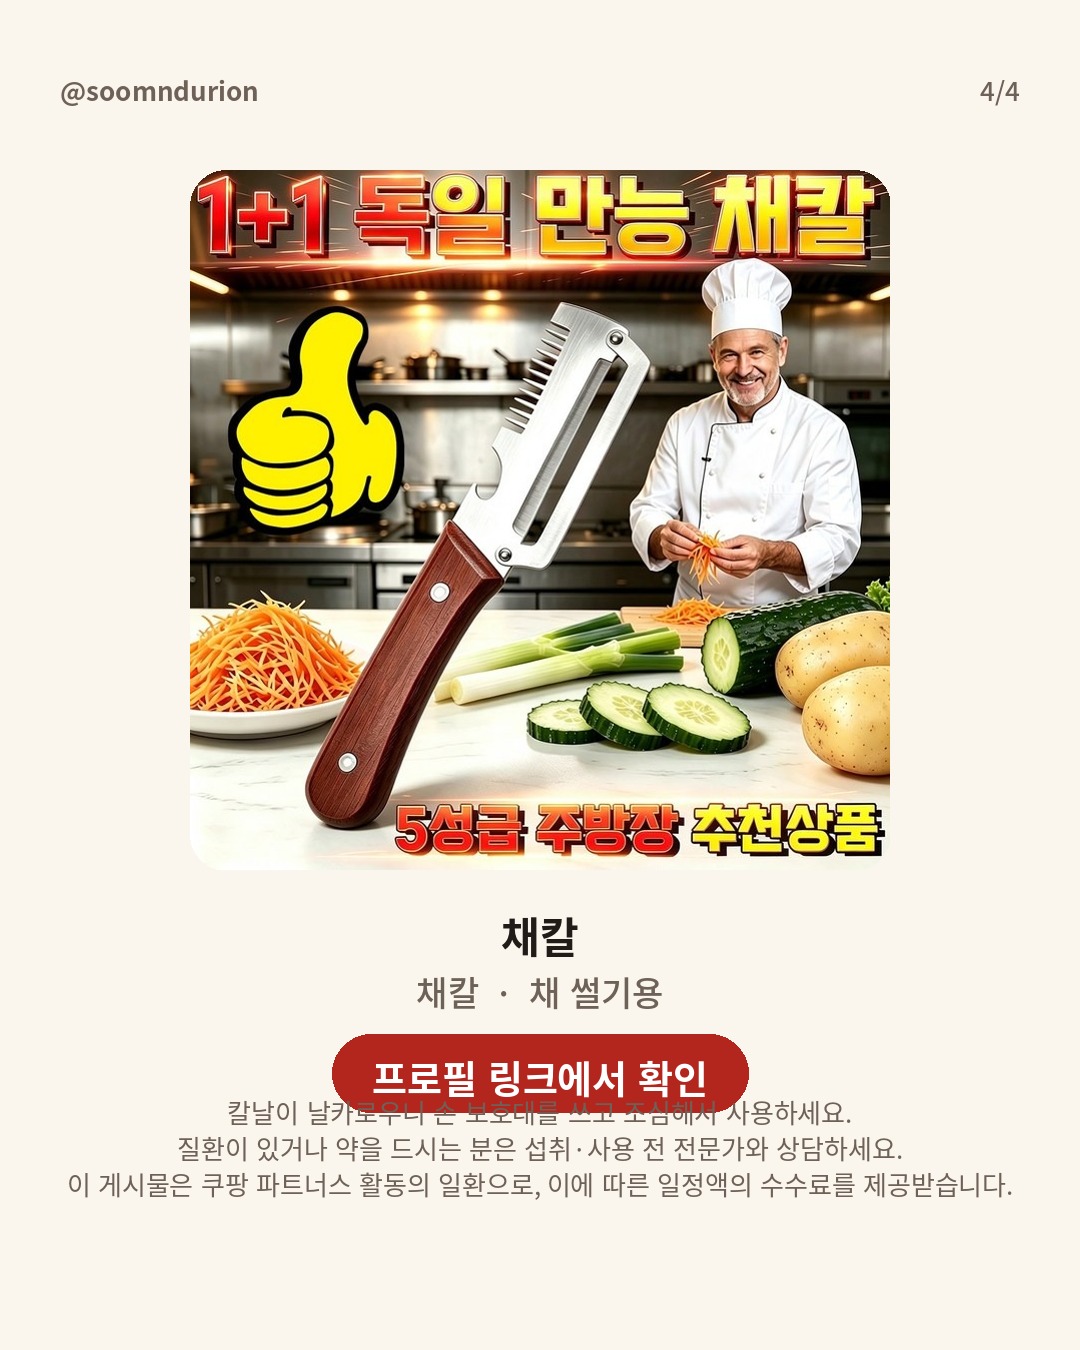 @soomndurion
4/4
1+1 독일 만능 채칼
5성급 주방장 추천상품
채칼
채칼 · 채 썰기용
프로필 링크에서 확인
칼날이 날카로우니 손 보호대를 쓰고 조심해서 사용하세요.
질환이 있거나 약을 드시는 분은 섭취·사용 전 전문가와 상담하세요.
이 게시물은 쿠팡 파트너스 활동의 일환으로, 이에 따른 일정액의 수수료를 제공받습니다.